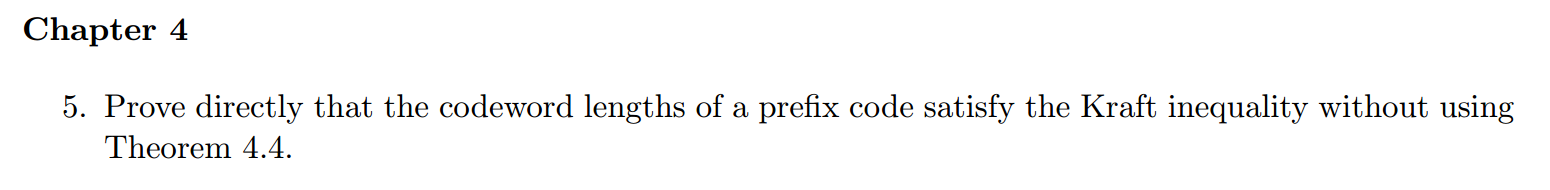 Chapter 4
5. Prove directly that the codeword lengths of a prefix code satisfy the Kraft inequality without using
Theorem 4.4.